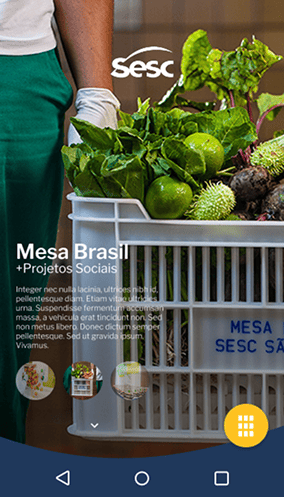 Sesc
Mesa Brasil
+Projetos Sociais
Integer nec nulla lacinia, ultrices nibh id,
pellentesque diam. Etiam vitae ultricies
urna. Suspendisse fermentum accumsan
massa, a vehicula erat tincidunt non. Sed
non metus libero. Donec dictum semper
pellentesque. Sed ut gravida ipsum.
Vivamus.
MESA
SESC SÃ